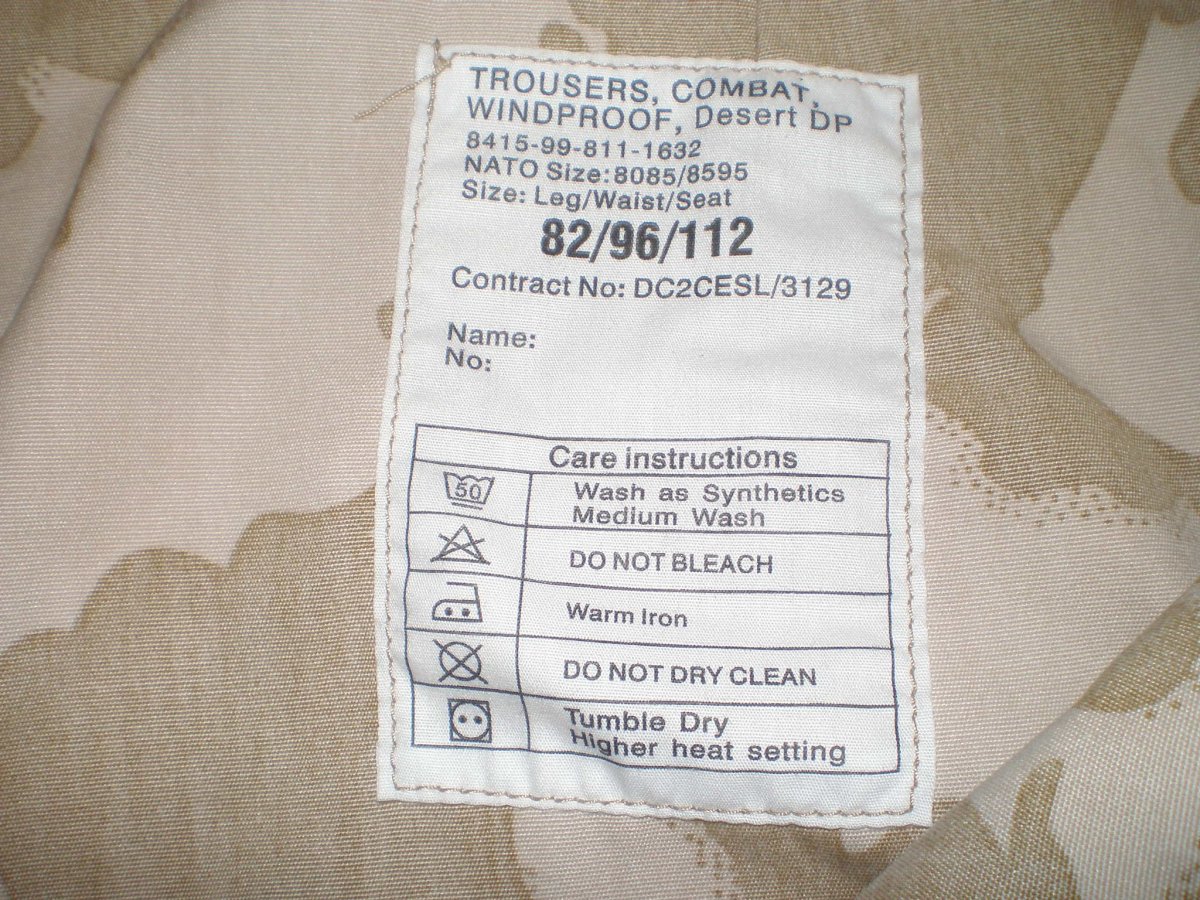 TROUSERS, COMBAT,
WINDPROOF, Desert DP
8415-99-811-1632
NATO Size:8085/8595
Size: Leg/Waist/Seat
82/96/112
Contract No: DC2CESL/3129
Name:
No:
Care instructions
50
Wash as Synthetics
Medium Wash
DO NOT BLEACH
Warm Iron
DO NOT DRY CLEAN
Tumble Dry
Higher heat setting